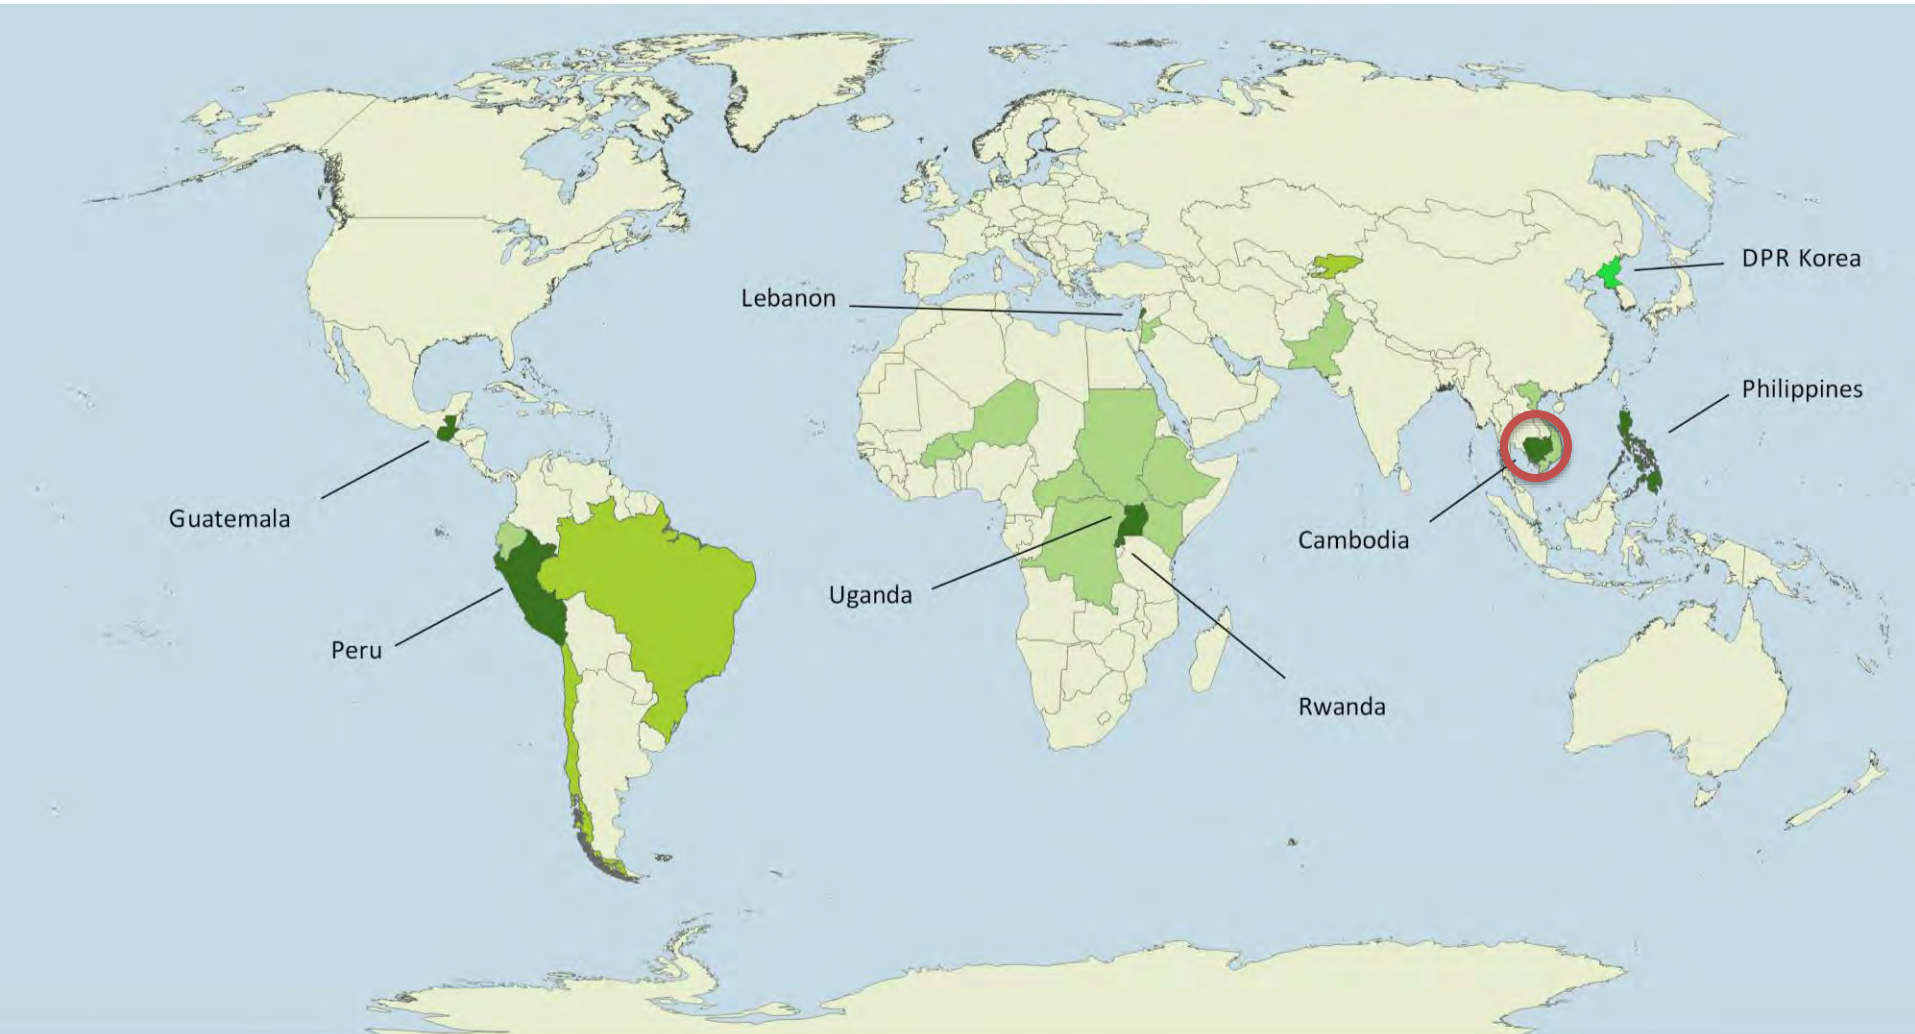 DPR Korea
Lebanon
Philippines
Guatemala
Cambodia
Uganda
Peru
Rwanda